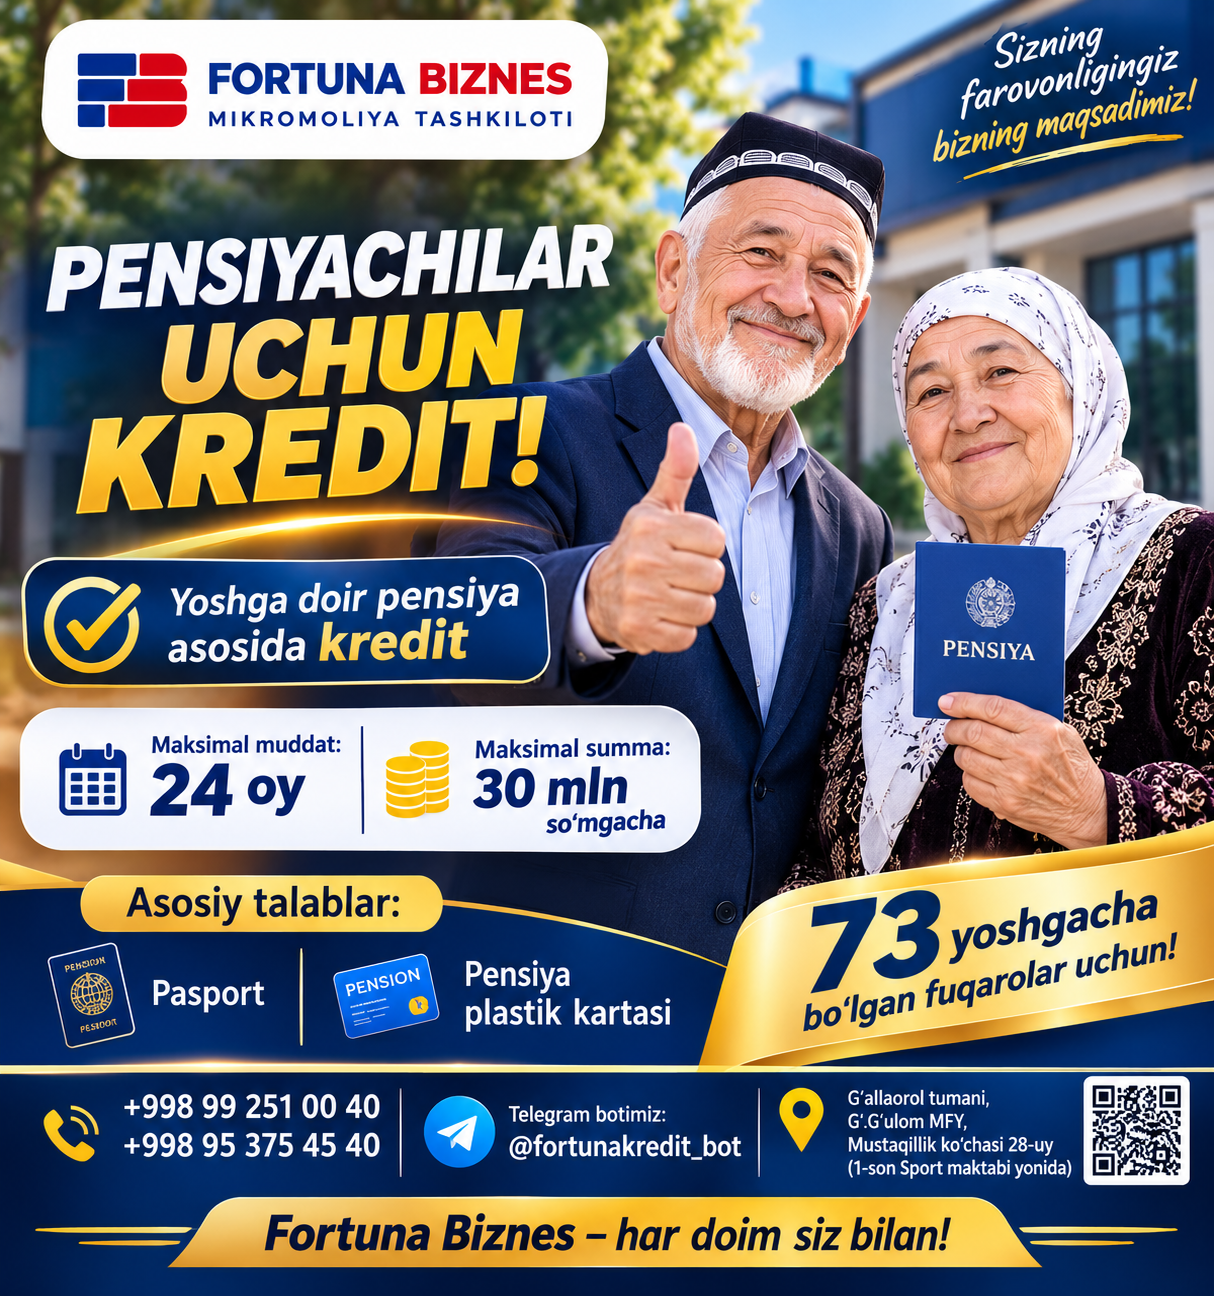 FORTUNA BIZNES
MIKROMOLIYA TASHKILOTI
Sizning
farovonligingiz
bizning maqsadimiz!
PENSIYACHILAR
UCHUN
KREDIT!
Yoshga doir pensiya
asosida kredit
PENSIYA
Maksimal muddat:
24 oy
Maksimal summa:
30 mln
so‘mgacha
Asosiy talablar:
Pasport
PENSION
Pensiya
plastik kartasi
73 yoshgacha
bo‘lgan fuqarolar uchun!
+998 99 251 00 40
+998 95 375 45 40
Telegram botimiz:
@fortunakredit_bot
G‘allaorol tumani,
G‘.G‘ulom MFY,
Mustaqillik ko‘chasi 28-uy
(1-son Sport maktabi yonida)
Fortuna Biznes – har doim siz bilan!